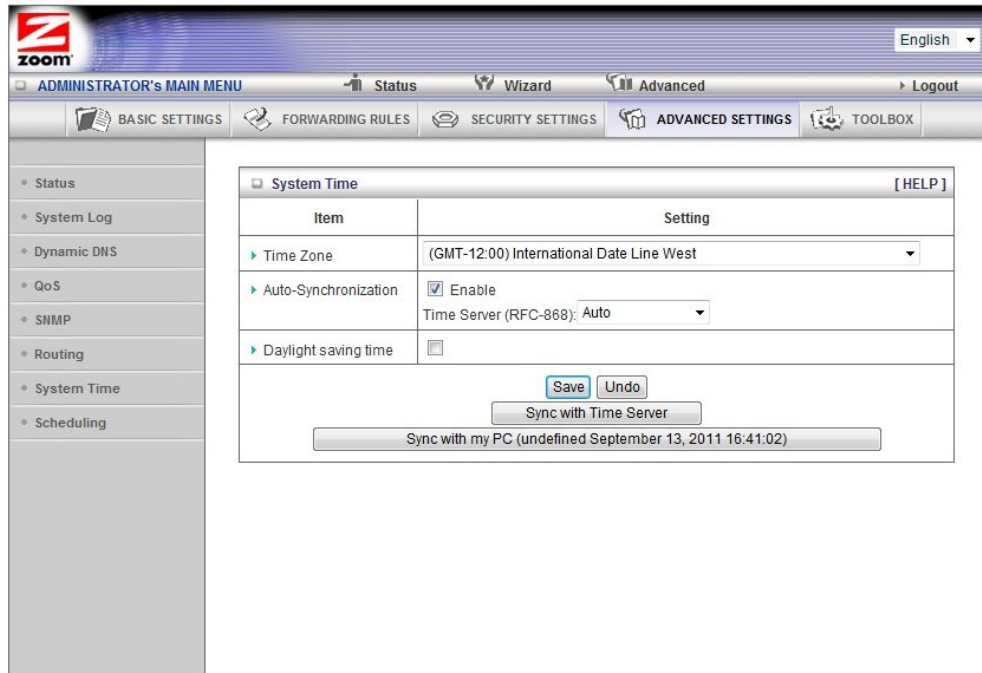 zoom
English
ADMINISTRATOR's MAIN MENU Status Wizard Advanced Logout
BASIC SETTINGS FORWARDING RULES SECURITY SETTINGS ADVANCED SETTINGS TOOLBOX
Status
System Log
Dynamic DNS
QoS
SNMP
Routing
System Time
Scheduling
System Time [ HELP ]
Item Setting
Time Zone (GMT-12:00) International Date Line West
Auto-Synchronization Enable
Time Server (RFC-868): Auto
Daylight saving time
Save Undo
Sync with Time Server
Sync with my PC (undefined September 13, 2011 16:41:02)